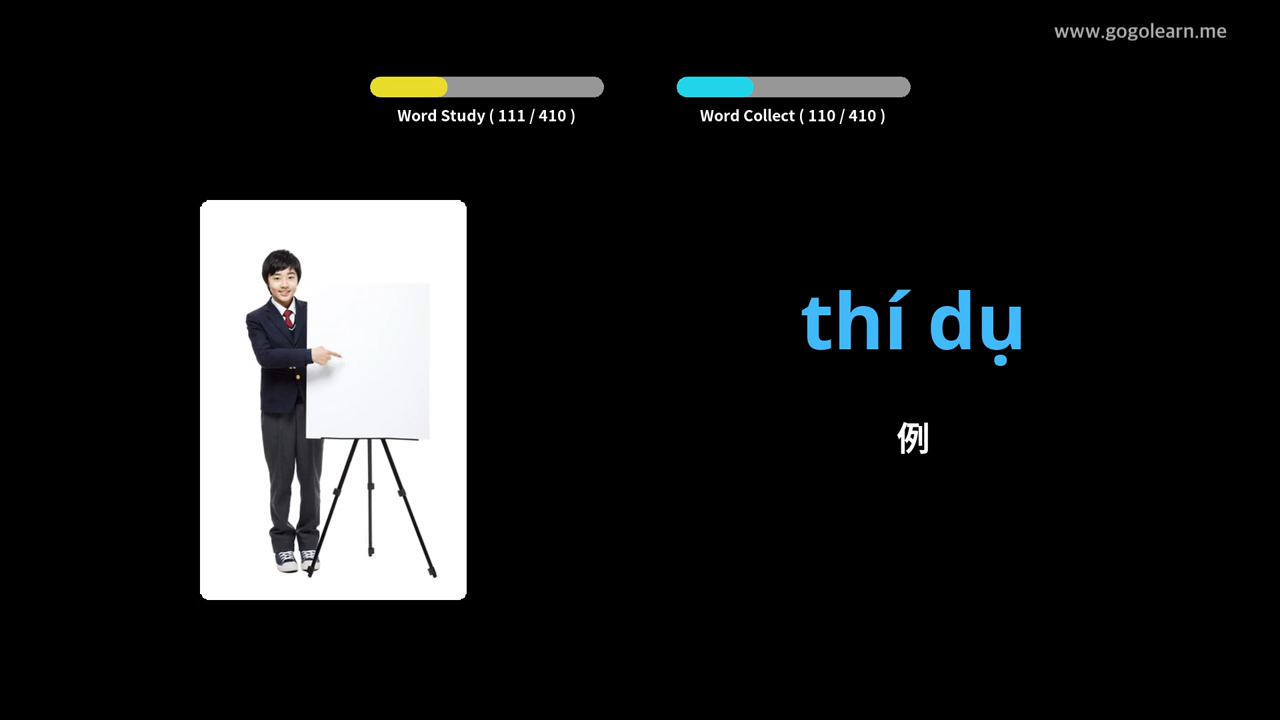 www.gogolearn.me
Word Study ( 111 / 410 )
Word Collect ( 110 / 410 )
thí dụ
例